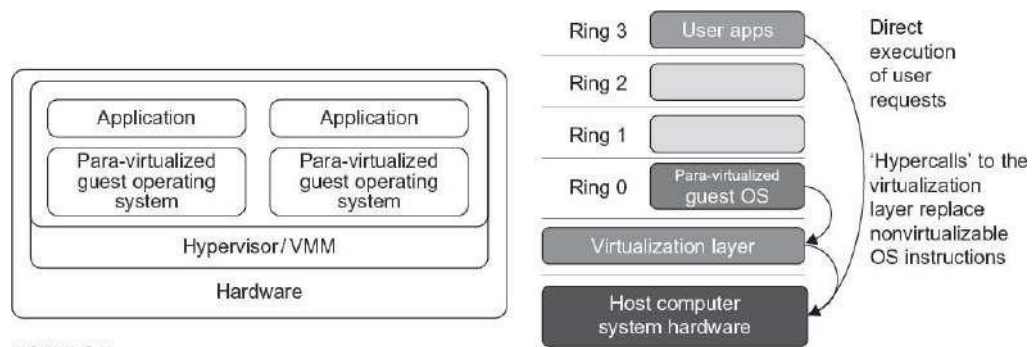 Application
Application
Para-virtualized
guest operating
system
Para-virtualized
guest operating
system
Hypervisor / VMM
Hardware
Ring 3
User apps
Ring 2
Ring 1
Ring 0
Para-virtualized
guest OS
Virtualization layer
Host computer
system hardware
Direct
execution
of user
requests
‘Hypercalls’ to the
virtualization
layer replace
nonvirtualizable
OS instructions